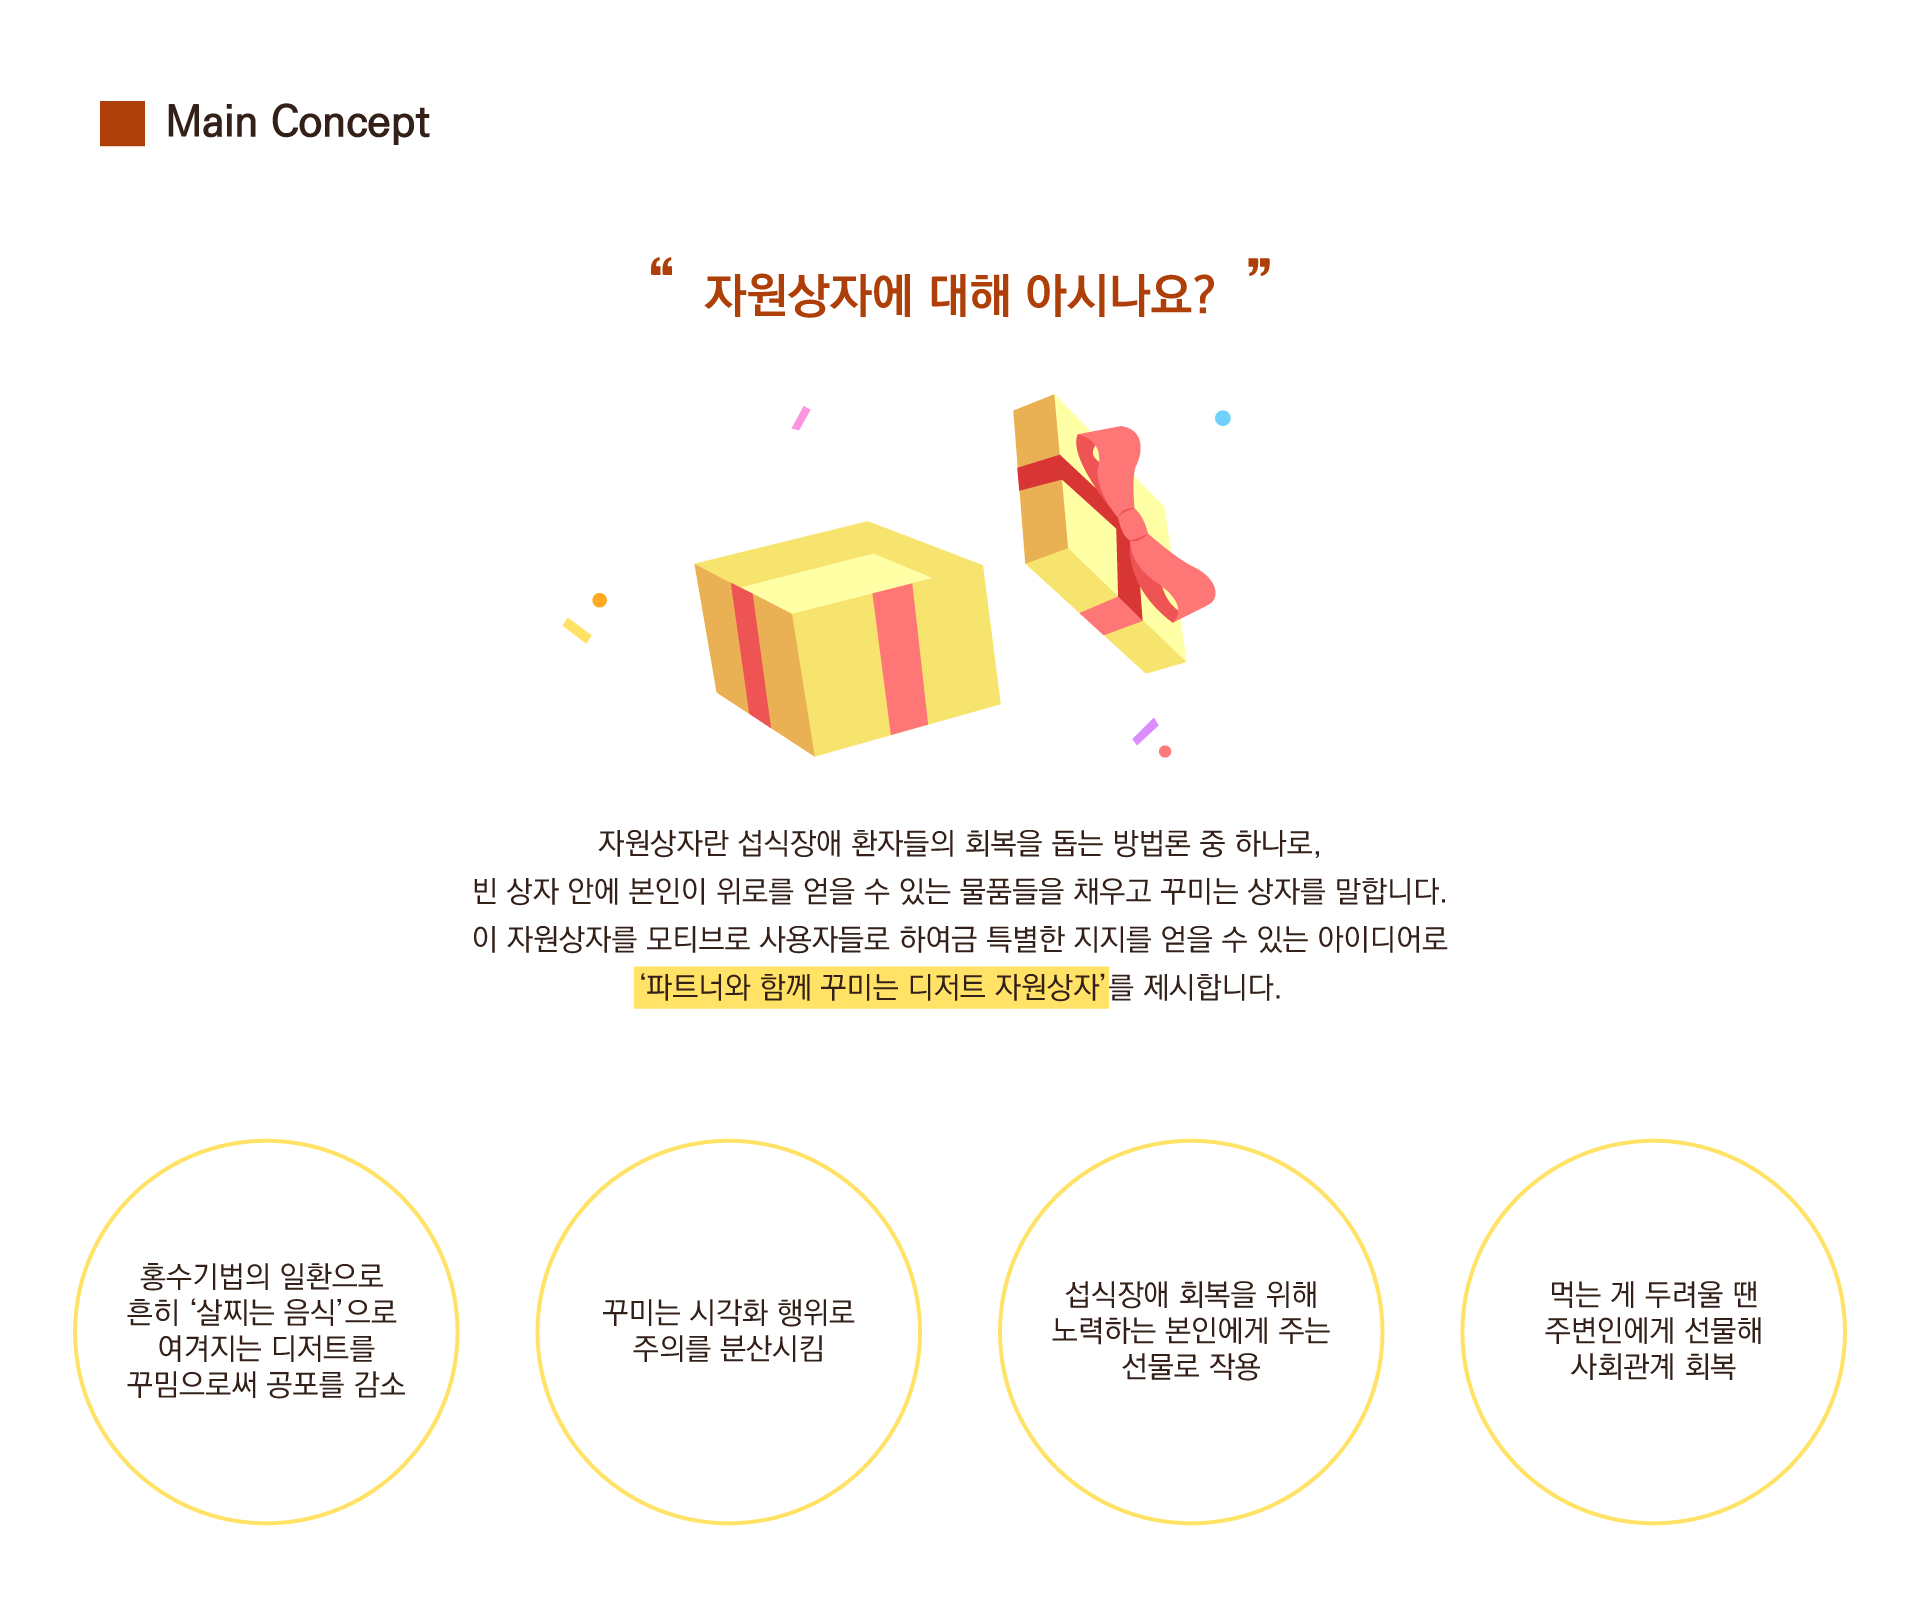 Main Concept
“ 자원상자에 대해 아시나요? ”
자원상자란 섭식장애 환자들의 회복을 돕는 방법론 중 하나로,
빈 상자 안에 본인이 위로를 얻을 수 있는 물품들을 채우고 꾸미는 상자를 말합니다.
이 자원상자를 모티브로 사용자들로 하여금 특별한 지지를 얻을 수 있는 아이디어로
‘파트너와 함께 꾸미는 디저트 자원상자’를 제시합니다.
홍수기법의 일환으로
흔히 ‘살찌는 음식’으로
여겨지는 디저트를
꾸밈으로써 공포를 감소
꾸미는 시각화 행위로
주의를 분산시킴
섭식장애 회복을 위해
노력하는 본인에게 주는
선물로 작용
먹는 게 두려울 땐
주변인에게 선물해
사회관계 회복